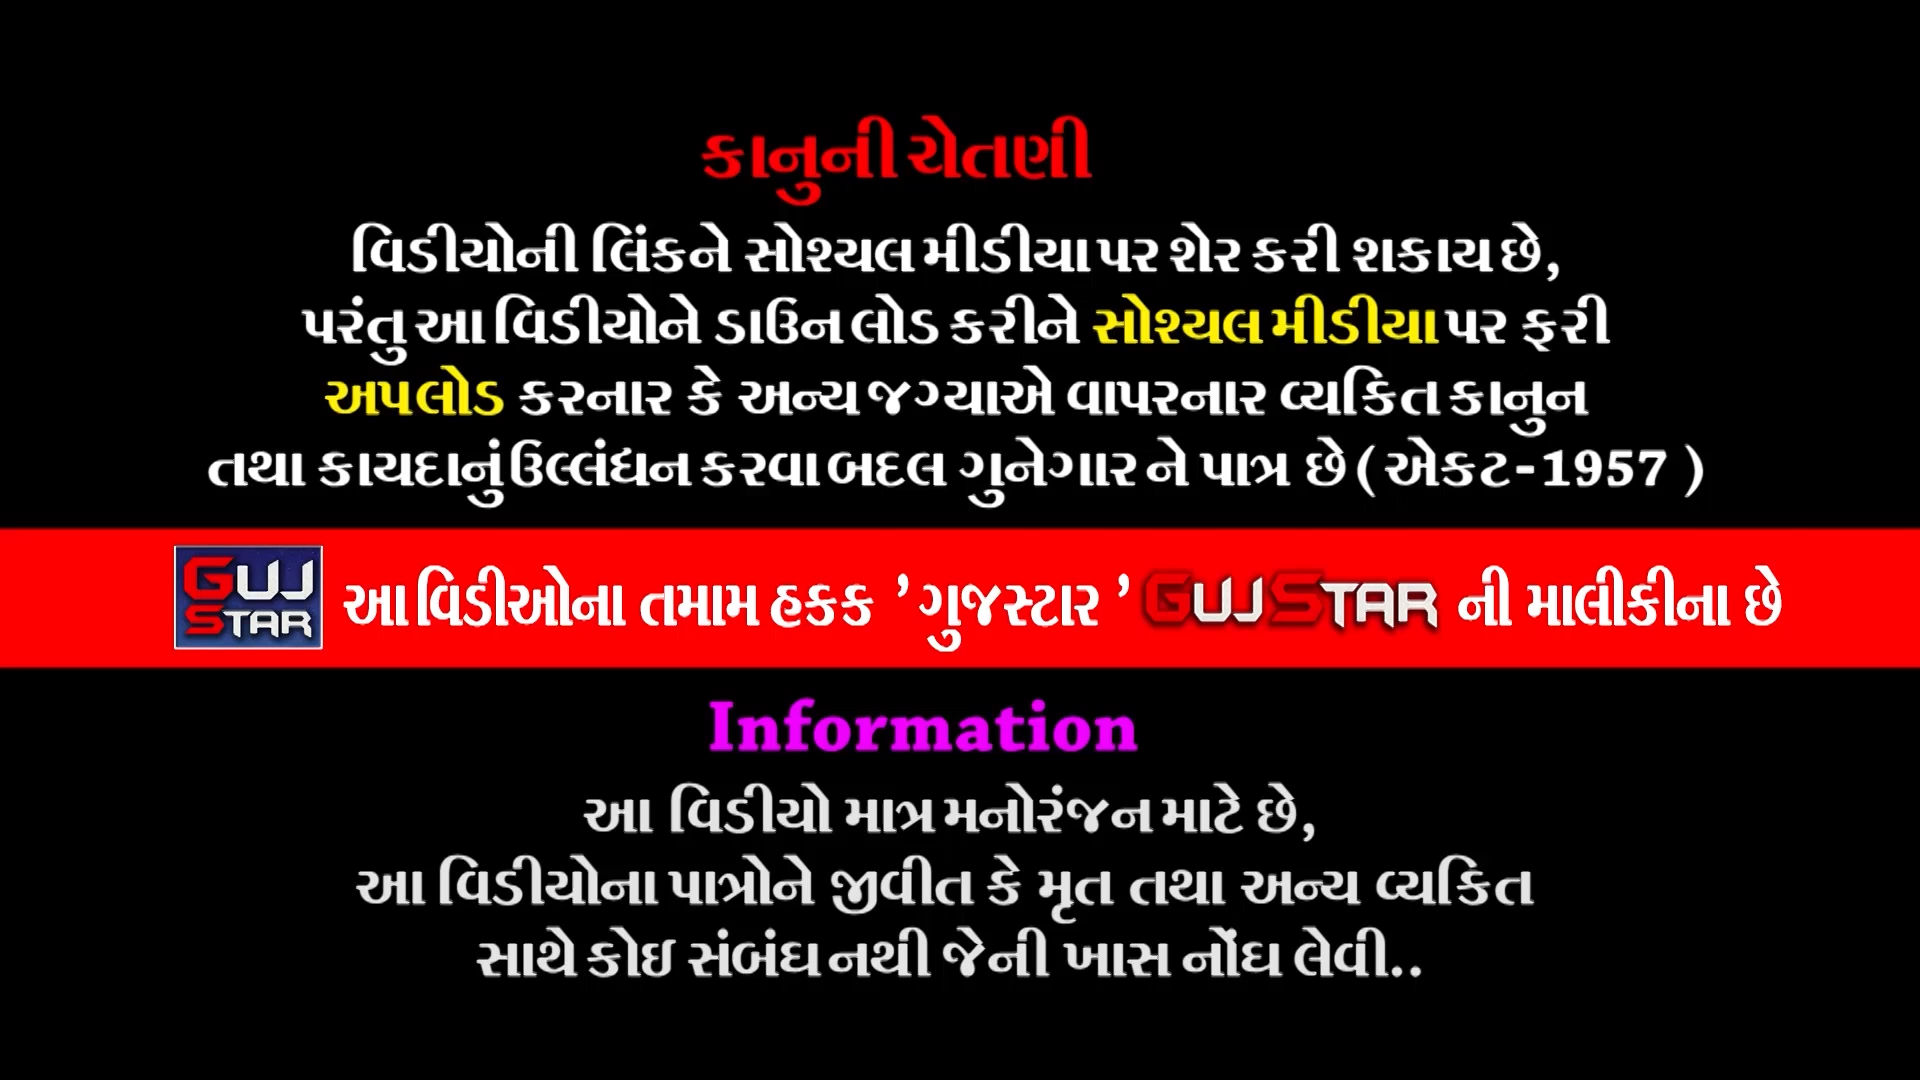 કાનુની ચેતણી
વિડીયોની લિંકને સોશ્યલ મીડીયા પર શેર કરી શકાય છે,
પરંતુ આ વિડીયોને ડાઉનલોડ કરીને સોશ્યલ મીડીયા પર ફરી
અપલોડ કરનાર કે અન્ય જગ્યાએ વાપરનાર વ્યકિત કાનુન
તથા કાયદાનું ઉલ્લંઘન કરવા બદલ ગુનેગાર ને પાત્ર છે ( એકટ-1957 )
GUJ STAR આ વિડીઓના તમામ હકક ' ગુજસ્ટાર ' GUJSTAR ની માલીકીના છે
Information
આ વિડીયો માત્ર મનોરંજન માટે છે,
આ વિડીયોના પાત્રોને જીવીત કે મૃત તથા અન્ય વ્યકિત
સાથે કોઇ સંબંઘ નથી જેની ખાસ નોંઘ લેવી..